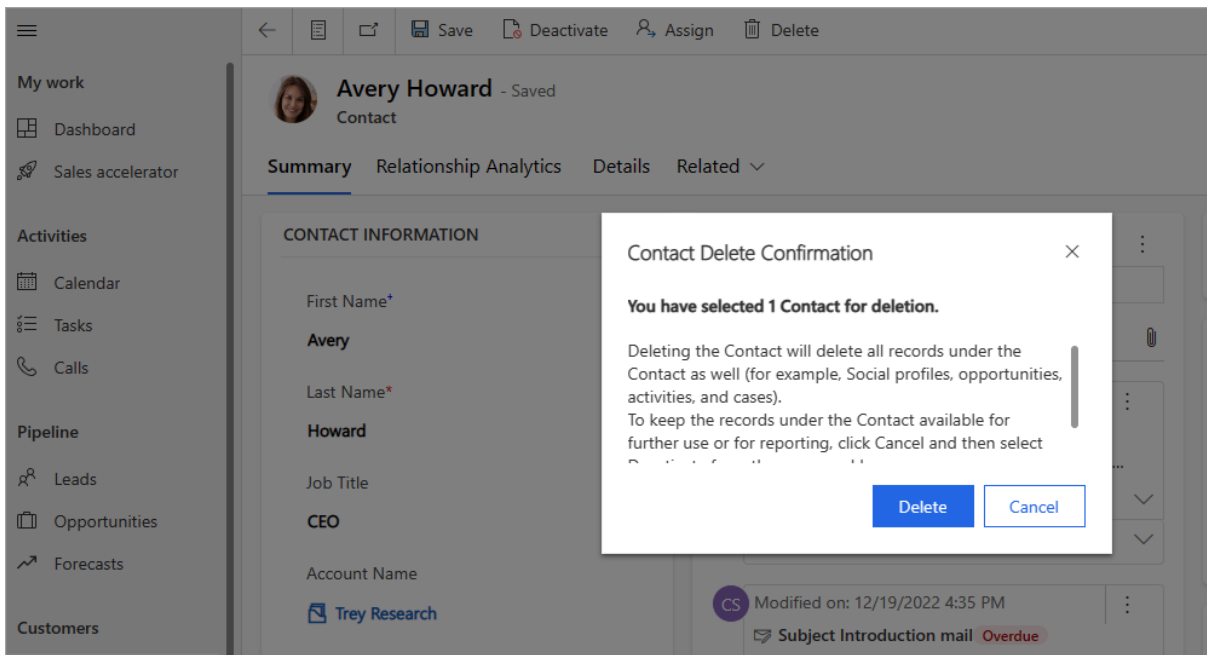 Save Deactivate Assign Delete
My work
Dashboard
Sales accelerator
Activities
Calendar
Tasks
Calls
Pipeline
Leads
Opportunities
Forecasts
Customers
Avery Howard - Saved
Contact
Summary Relationship Analytics Details Related
CONTACT INFORMATION
First Name+
Avery
Last Name*
Howard
Job Title
CEO
Account Name
Trey Research
Contact Delete Confirmation
You have selected 1 Contact for deletion.
Deleting the Contact will delete all records under the
Contact as well (for example, Social profiles, opportunities,
activities, and cases).
To keep the records under the Contact available for
further use or for reporting, click Cancel and then select
Delete Cancel
...
CS Modified on: 12/19/2022 4:35 PM
Subject Introduction mail Overdue